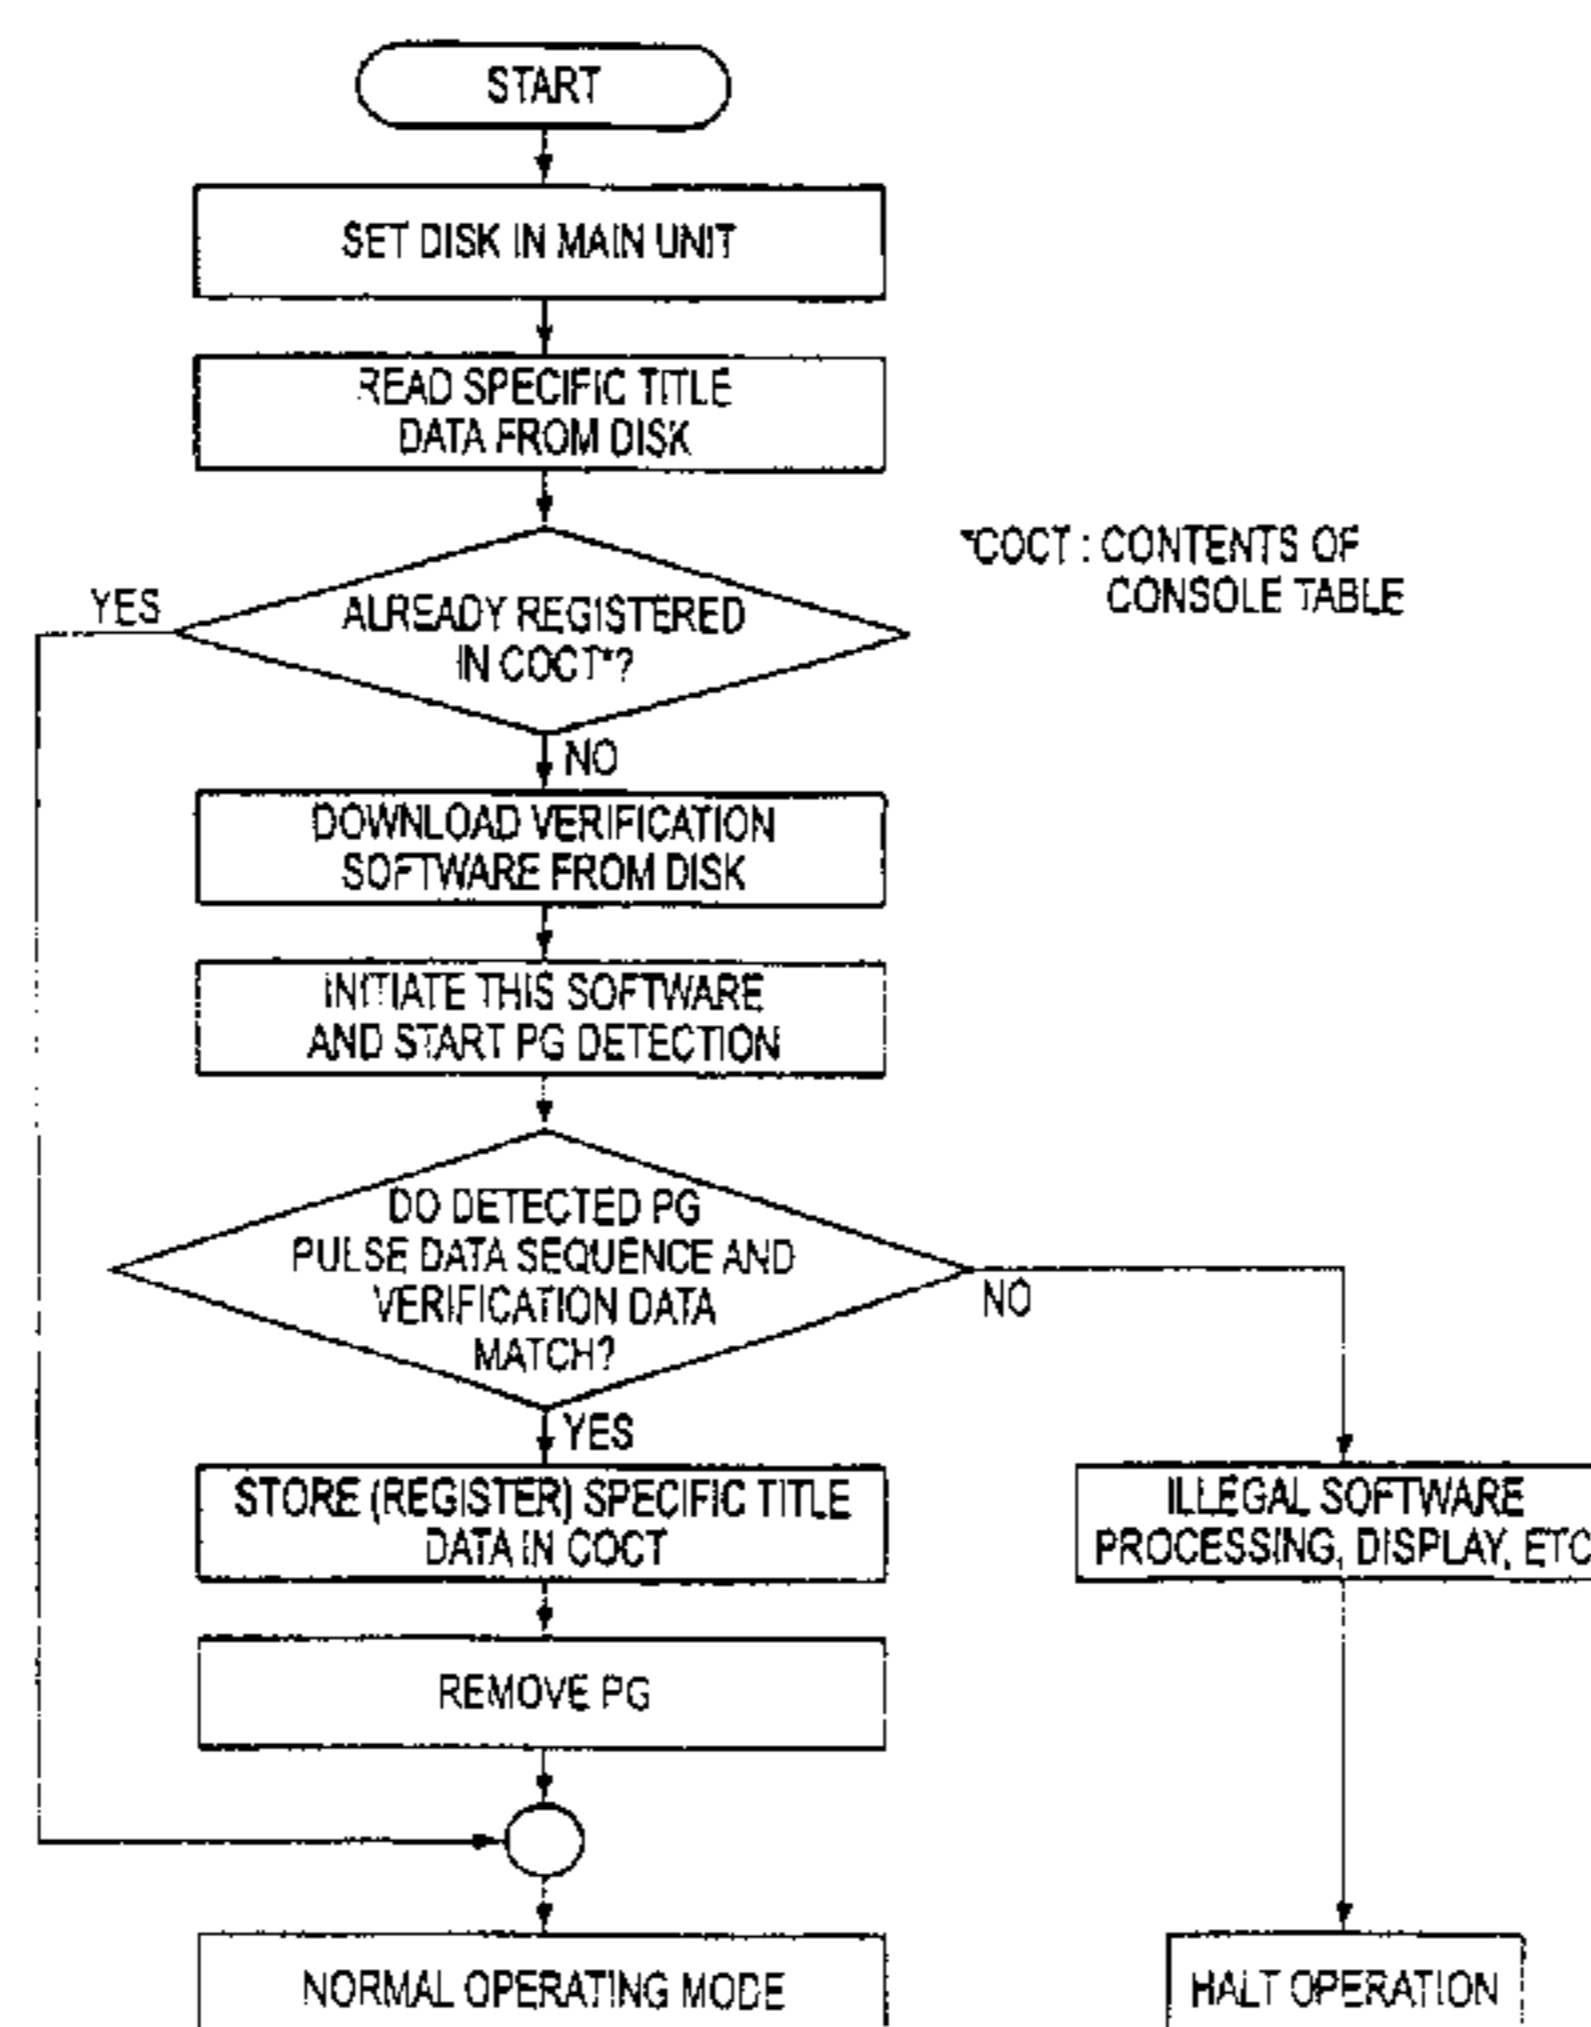 START
SET DISK IN MAIN UNIT
READ SPECIFIC TITLE
DATA FROM DISK
*COCT : CONTENTS OF
CONSOLE TABLE
YES
ALREADY REGISTERED
IN COCT*?
NO
DOWNLOAD VERIFICATION
SOFTWARE FROM DISK
INITIATE THIS SOFTWARE
AND START PG DETECTION
DO DETECTED PG
PULSE DATA SEQUENCE AND
VERIFICATION DATA
MATCH?
NO
YES
STORE (REGISTER) SPECIFIC TITLE
DATA IN COCT
ILLEGAL SOFTWARE
PROCESSING, DISPLAY, ETC
REMOVE PG
NORMAL OPERATING MODE
HALT OPERATION